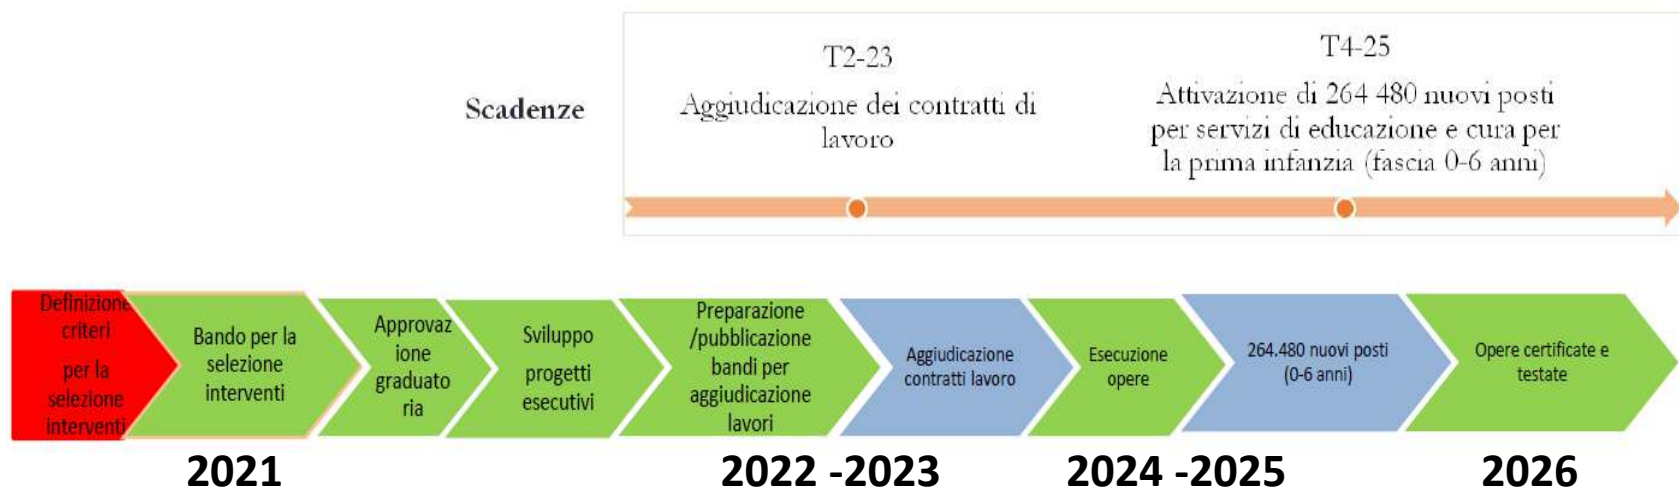 Scadenze
T2-23
Aggiudicazione dei contratti di
lavoro
T4-25
Attivazione di 264 480 nuovi posti
per servizi di educazione e cura per
la prima infanzia (fascia 0-6 anni)
Definizione
criteri
per la
selezione
interventi
Bando per la
selezione
interventi
Approvaz
ione
graduato
ria
Sviluppo
progetti
esecutivi
Preparazione
/pubblicazione
bandi per
aggiudicazione
lavori
Aggiudicazione
contratti lavoro
Esecuzione
opere
264.480 nuovi posti
(0-6 anni)
Opere certificate e
testate
2021
2022 -2023
2024 -2025
2026